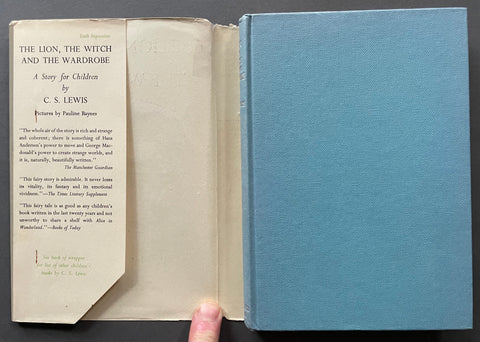 Sixth Impression
THE LION, THE WITCH
AND THE WARDROBE
A Story for Children
by
C. S. LEWIS
Pictures by Pauline Baynes
"The whole air of the story is rich and strange
and coherent; there is something of Hans
Andersen's power to move and George Mac-
donald's power to create strange worlds, and
it is, naturally, beautifully written."
The Manchester Guardian
"This fairy story is admirable. It never loses
its vitality, its fantasy and its emotional
vividness."—The Times Literary Supplement
"This fairy tale is as good as any children's
book written in the last twenty years and not
unworthy to share a shelf with Alice in
Wonderland."—Books of Today
See back of wrapper
for list of other children's
books by C. S. Lewis